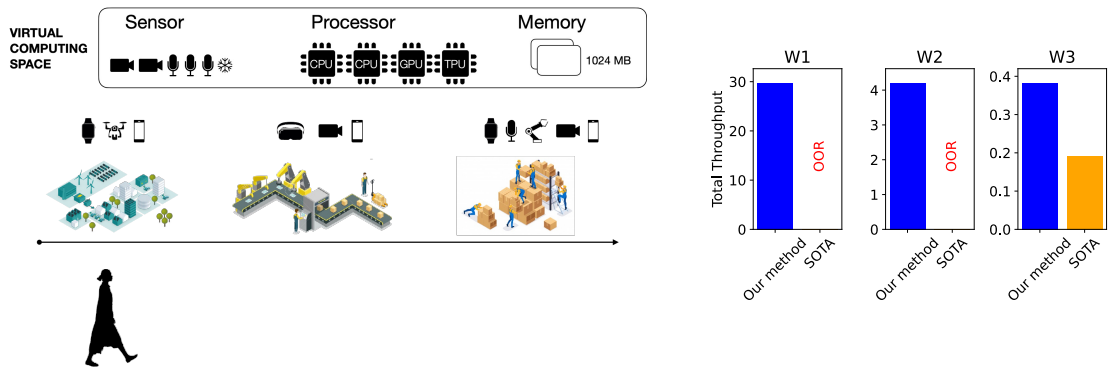 VIRTUAL
COMPUTING
SPACE
Sensor
Processor
Memory
CPU
CPU
GPU
TPU
1024 MB
W1
W2
W3
Total Throughput
30
20
10
0
OOR
4
3
2
1
0
OOR
0.4
0.3
0.2
0.1
0.0
Our method
SOTA
Our method
SOTA
Our method
SOTA